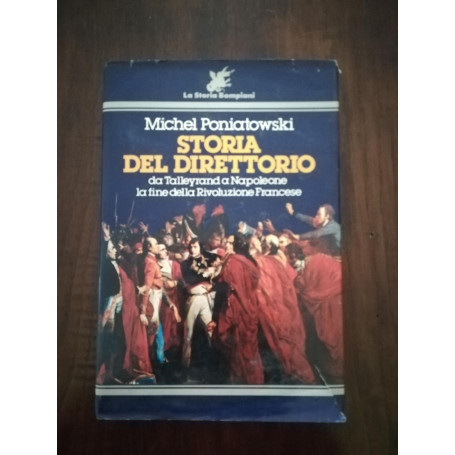 La Storia Bompiani
Michel Poniatowski
STORIA
DEL DIRETTORIO
da Talleyrand a Napoleone
la fine della Rivoluzione Francese